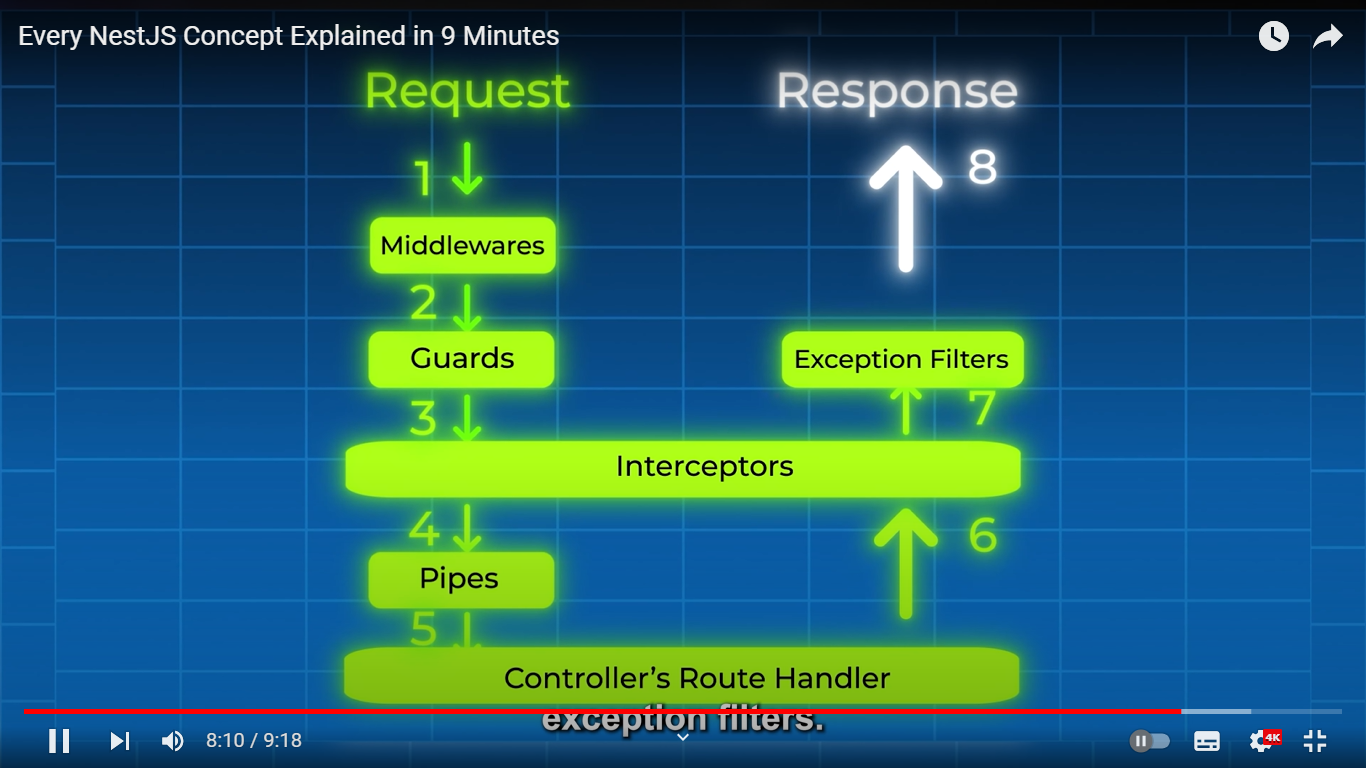 Every NestJS Concept Explained in 9 Minutes
Request
Response
1
8
Middlewares
2
Guards
Exception Filters
3
7
Interceptors
4
6
Pipes
5
Controller’s Route Handler
exception filters.
8:10 / 9:18
4K